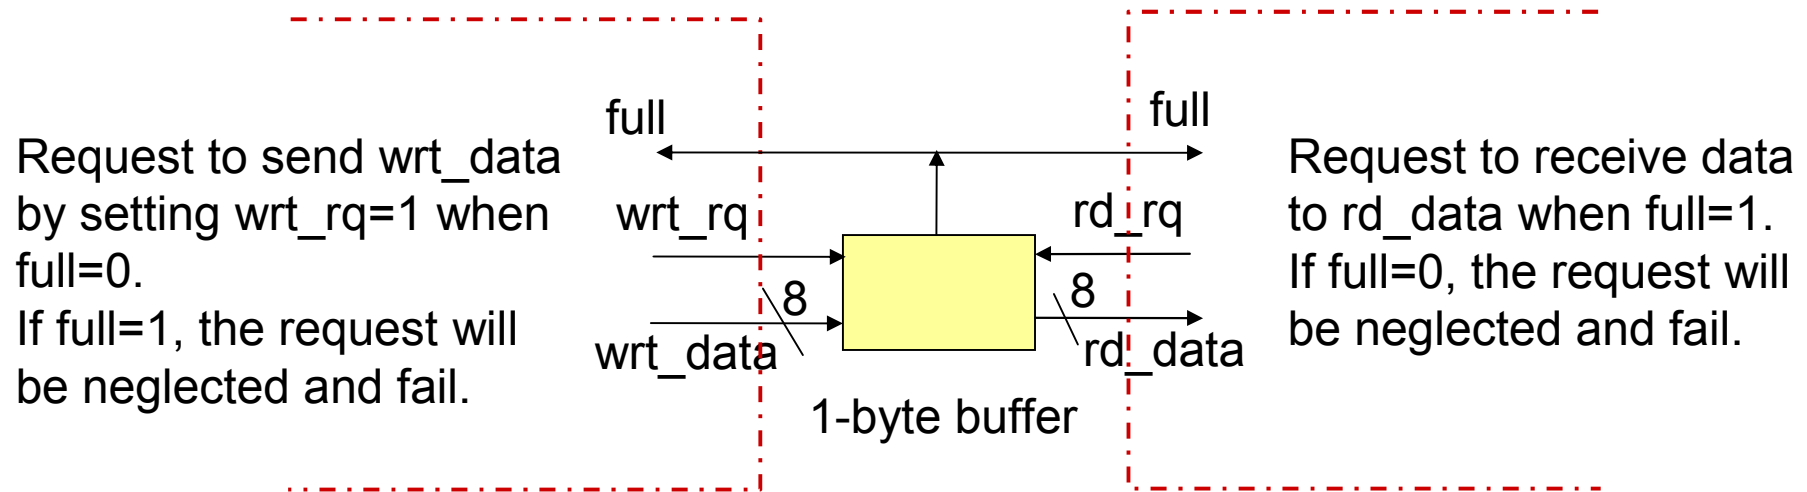 Request to send wrt_data
by setting wrt_rq=1 when
full=0.
If full=1, the request will
be neglected and fail.
full
wrt_rq
8
wrt_data
1-byte buffer
full
rd_rq
8
rd_data
Request to receive data
to rd_data when full=1.
If full=0, the request will
be neglected and fail.